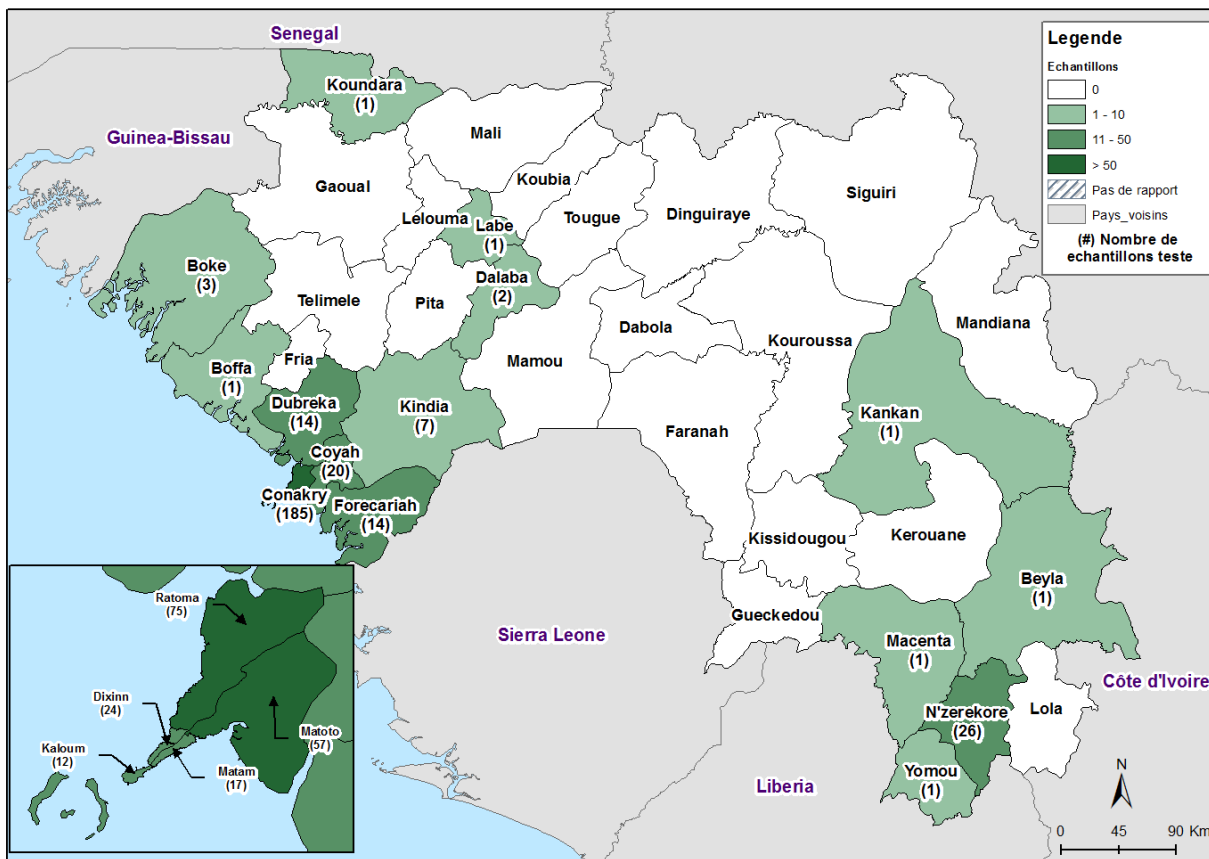 Senegal
Koundara
(1)
Guinea-Bissau
Mali
Koubia
Gaoual
Lelouma
Labe
(1)
Tougue
Dinguiraye
Siguiri
Boke
(3)
Dalaba
(2)
Telimele
Pita
Dabola
Mandiana
Kouroussa
Mamou
Fria
Boffa
(1)
Dubreka
(14)
Kindia
(7)
Kankan
(1)
Faranah
Coyah
(20)
Conakry
(185)
Forecariah
(14)
Kissidougou
Kerouane
Beyla
(1)
Gueckedou
Sierra Leone
Macenta
(1)
Côte d'Ivoire
N'zerekore
(26)
Lola
Yomou
(1)
Liberia
Ratoma
(75)
Dixinn
(24)
Kaloum
(12)
Matoto
(57)
Matam
(17)
Legende
Echantillons
0
1 - 10
11 - 50
> 50
Pas de rapport
Pays_voisins
(#) Nombre de
echantillons teste
N
0 45 90 Km